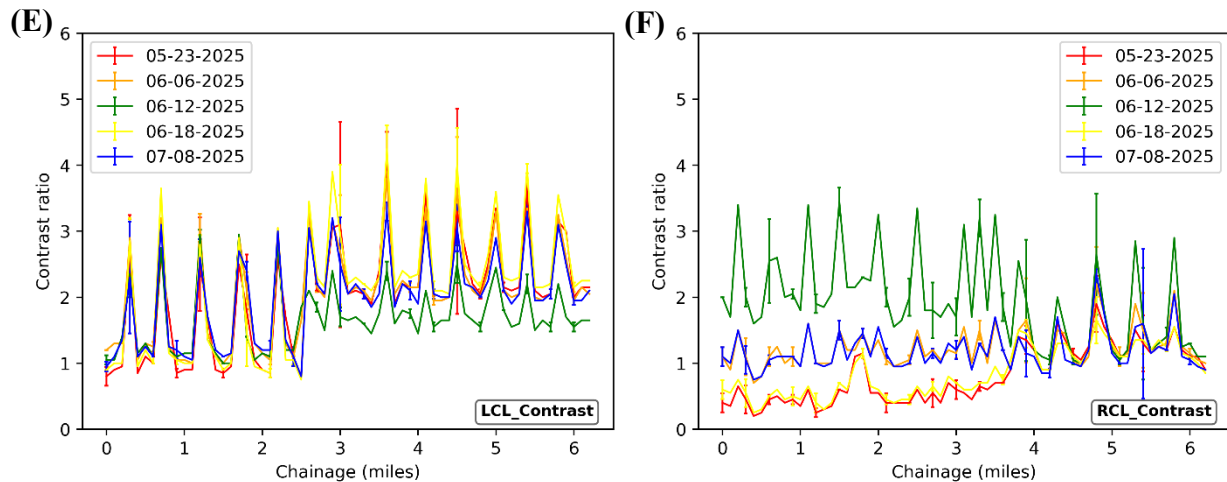 (E)
6
5
4
3
2
1
0
Contrast ratio
05-23-2025
06-06-2025
06-12-2025
06-18-2025
07-08-2025
LCL_Contrast
0 1 2 3 4 5 6
Chainage (miles)
(F)
6
5
4
3
2
1
0
Contrast ratio
05-23-2025
06-06-2025
06-12-2025
06-18-2025
07-08-2025
RCL_Contrast
0 1 2 3 4 5 6
Chainage (miles)